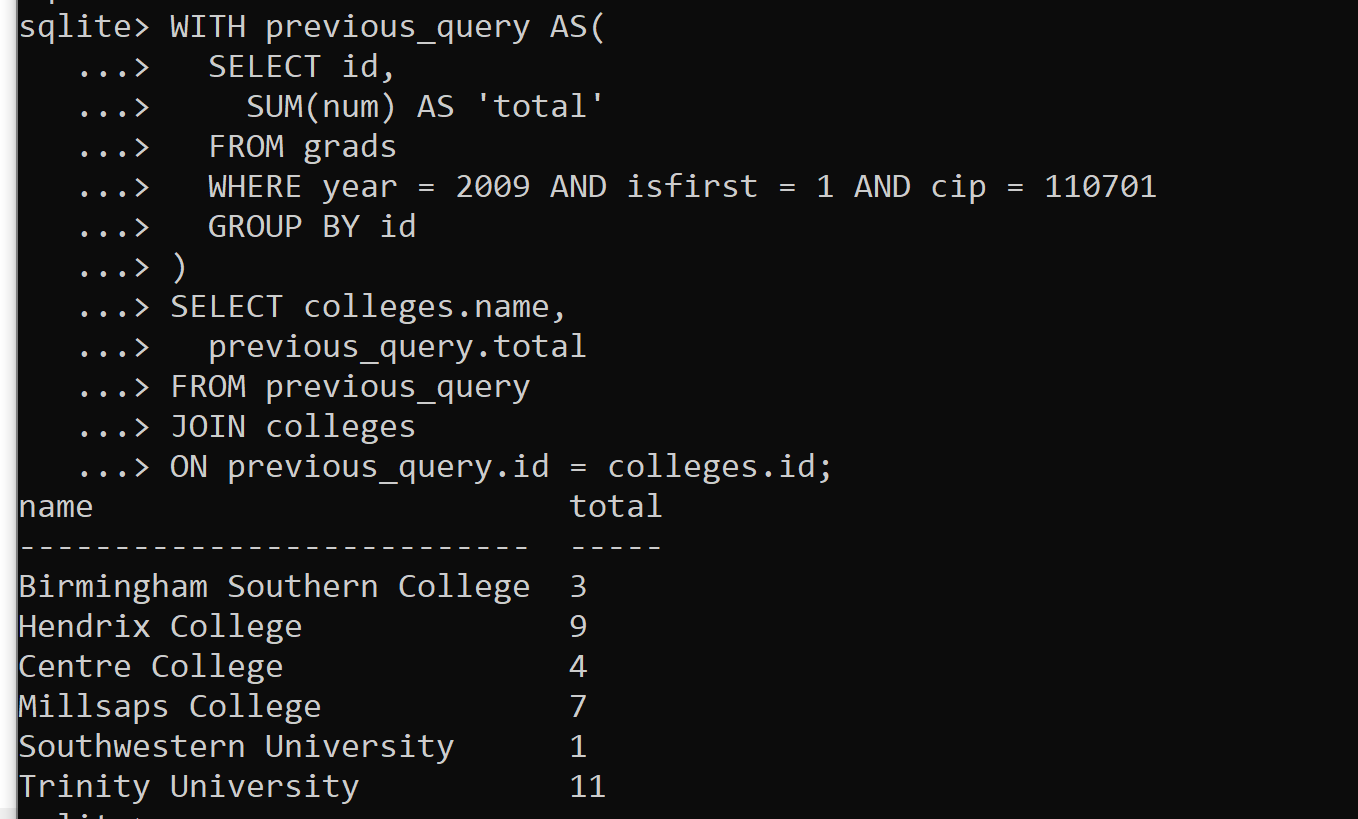 sqlite> WITH previous_query AS(
   ...>   SELECT id,
   ...>     SUM(num) AS 'total'
   ...>   FROM grads
   ...>   WHERE year = 2009 AND isfirst = 1 AND cip = 110701
   ...>   GROUP BY id
   ...> )
   ...> SELECT colleges.name,
   ...>   previous_query.total
   ...> FROM previous_query
   ...> JOIN colleges
   ...> ON previous_query.id = colleges.id;
name                         total
---------------------------  -----
Birmingham Southern College  3
Hendrix College              9
Centre College               4
Millsaps College             7
Southwestern University      1
Trinity University           11